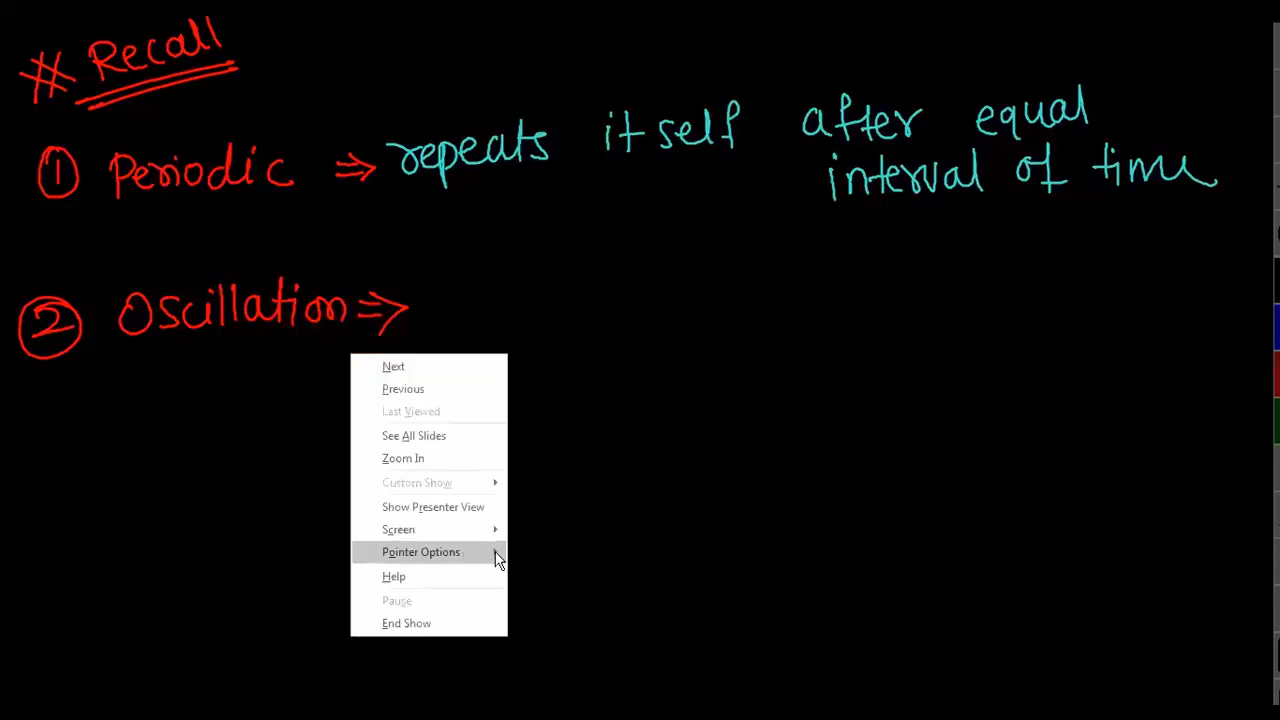 # Recall
① Periodic ⇒ repeats itself after equal
interval of time
② Oscillation ⇒
Next
Previous
Last Viewed
See All Slides
Zoom In
Custom Show
Show Presenter View
Screen
Pointer Options
Help
Pause
End Show